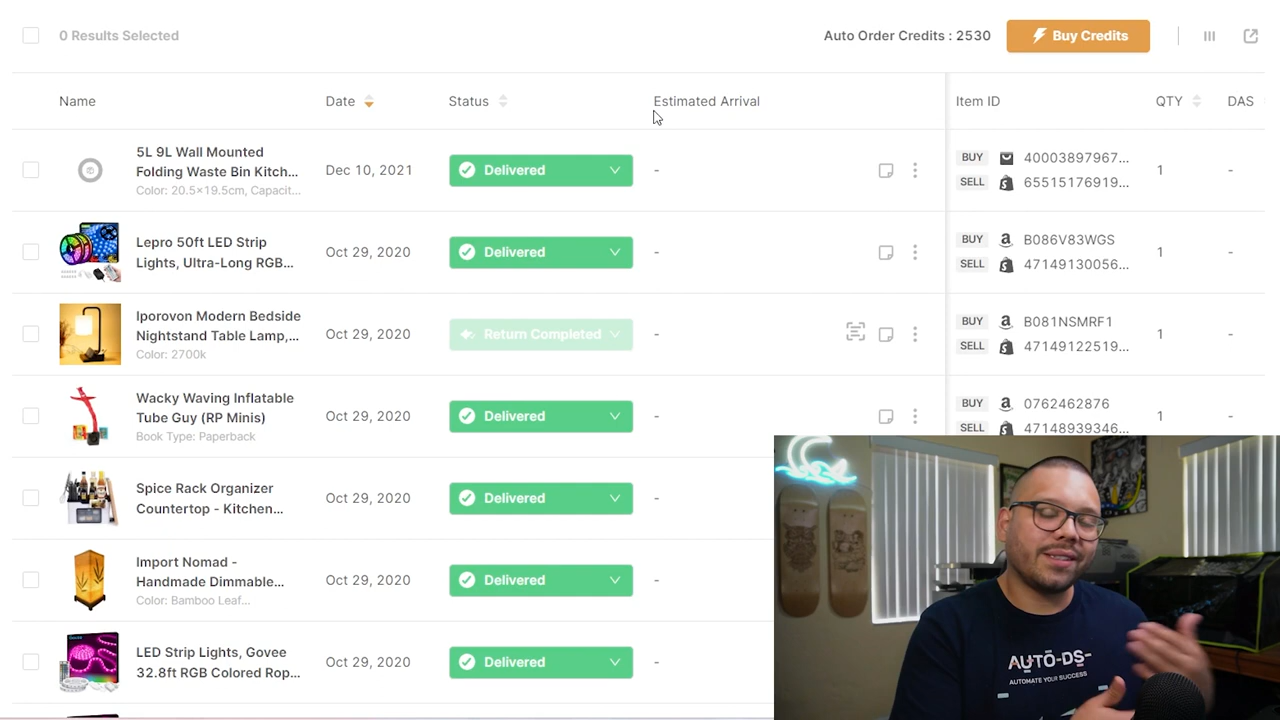 0 Results Selected
Auto Order Credits : 2530
Buy Credits
Name
Date
Status
Estimated Arrival
Item ID
QTY
DAS
5L 9L Wall Mounted
Folding Waste Bin Kitch...
Color: 20.5x19.5cm, Capacit...
Dec 10, 2021
Delivered
-
BUY 40003897967...
SELL 65515176919...
1
-
Lepro 50ft LED Strip
Lights, Ultra-Long RGB...
Oct 29, 2020
Delivered
-
BUY B086V83WGS
SELL 47149130056...
1
-
Iporovon Modern Bedside
Nightstand Table Lamp,...
Color: 2700k
Oct 29, 2020
Return Completed
-
BUY B081NSMRF1
SELL 47149122519...
1
-
Wacky Waving Inflatable
Tube Guy (RP Minis)
Book Type: Paperback
Oct 29, 2020
Delivered
-
BUY 0762462876
SELL 47148939346...
1
-
Spice Rack Organizer
Countertop - Kitchen...
Oct 29, 2020
Delivered
-
Import Nomad -
Handmade Dimmable...
Color: Bamboo Leaf...
Oct 29, 2020
Delivered
-
LED Strip Lights, Govee
32.8ft RGB Colored Rop...
Oct 29, 2020
Delivered
-
AUTO-DS-
AUTOMATE YOUR SUCCESS